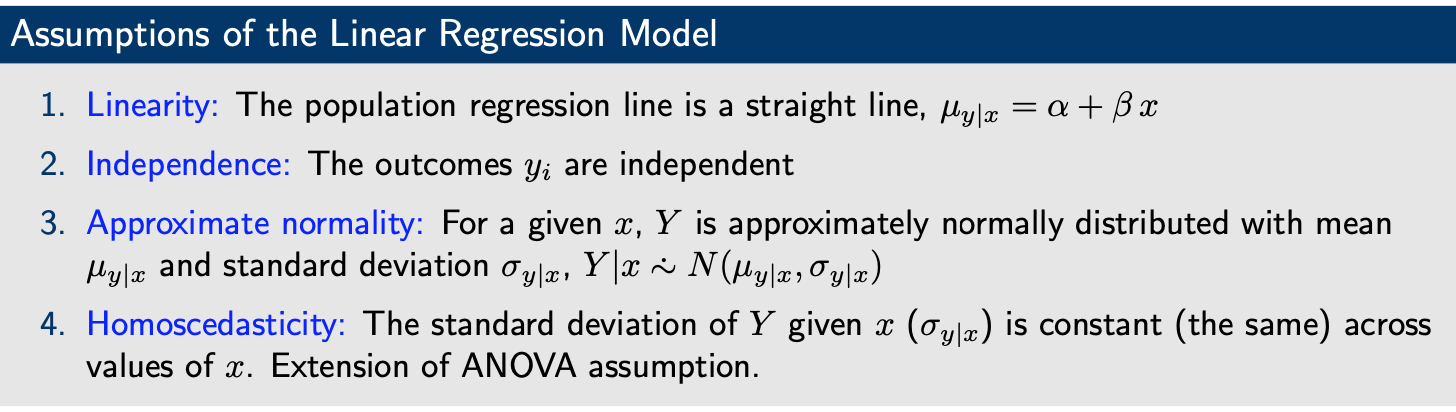 Assumptions of the Linear Regression Model
1. Linearity: The population regression line is a straight line, μ_{y|x} = α + β x
2. Independence: The outcomes y_i are independent
3. Approximate normality: For a given x, Y is approximately normally distributed with mean
μ_{y|x} and standard deviation σ_{y|x}, Y|x ∼̇ N(μ_{y|x}, σ_{y|x})
4. Homoscedasticity: The standard deviation of Y given x (σ_{y|x}) is constant (the same) across
values of x. Extension of ANOVA assumption.